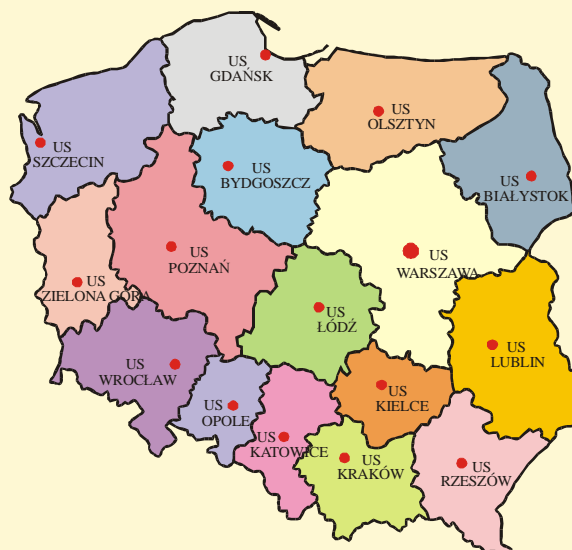 US
GDAŃSK
US
OLSZTYN
US
SZCZECIN
US
BYDGOSZCZ
US
BIAŁYSTOK
US
POZNAŃ
US
WARSZAWA
US
ZIELONA GÓRA
US
ŁÓDŹ
US
LUBLIN
US
WROCŁAW
US
KIELCE
US
OPOLE
US
KATOWICE
US
KRAKÓW
US
RZESZÓW